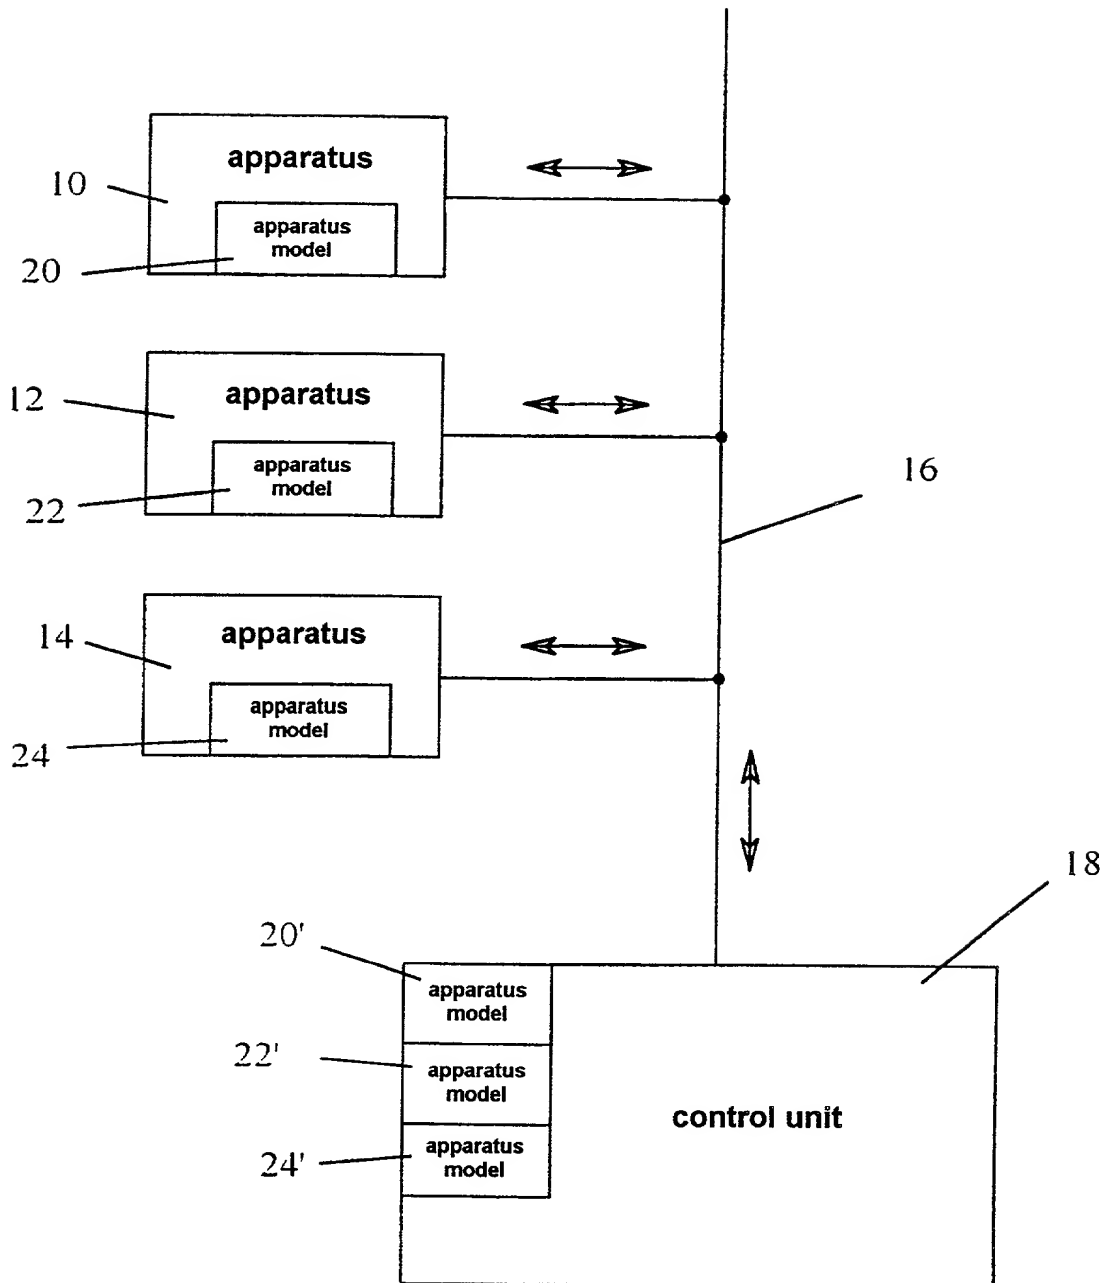 apparatus
10
apparatus
model
20
apparatus
12
apparatus
model
22
16
apparatus
14
apparatus
model
24
18
20'
apparatus
model
22'
apparatus
model
control unit
24'
apparatus
model